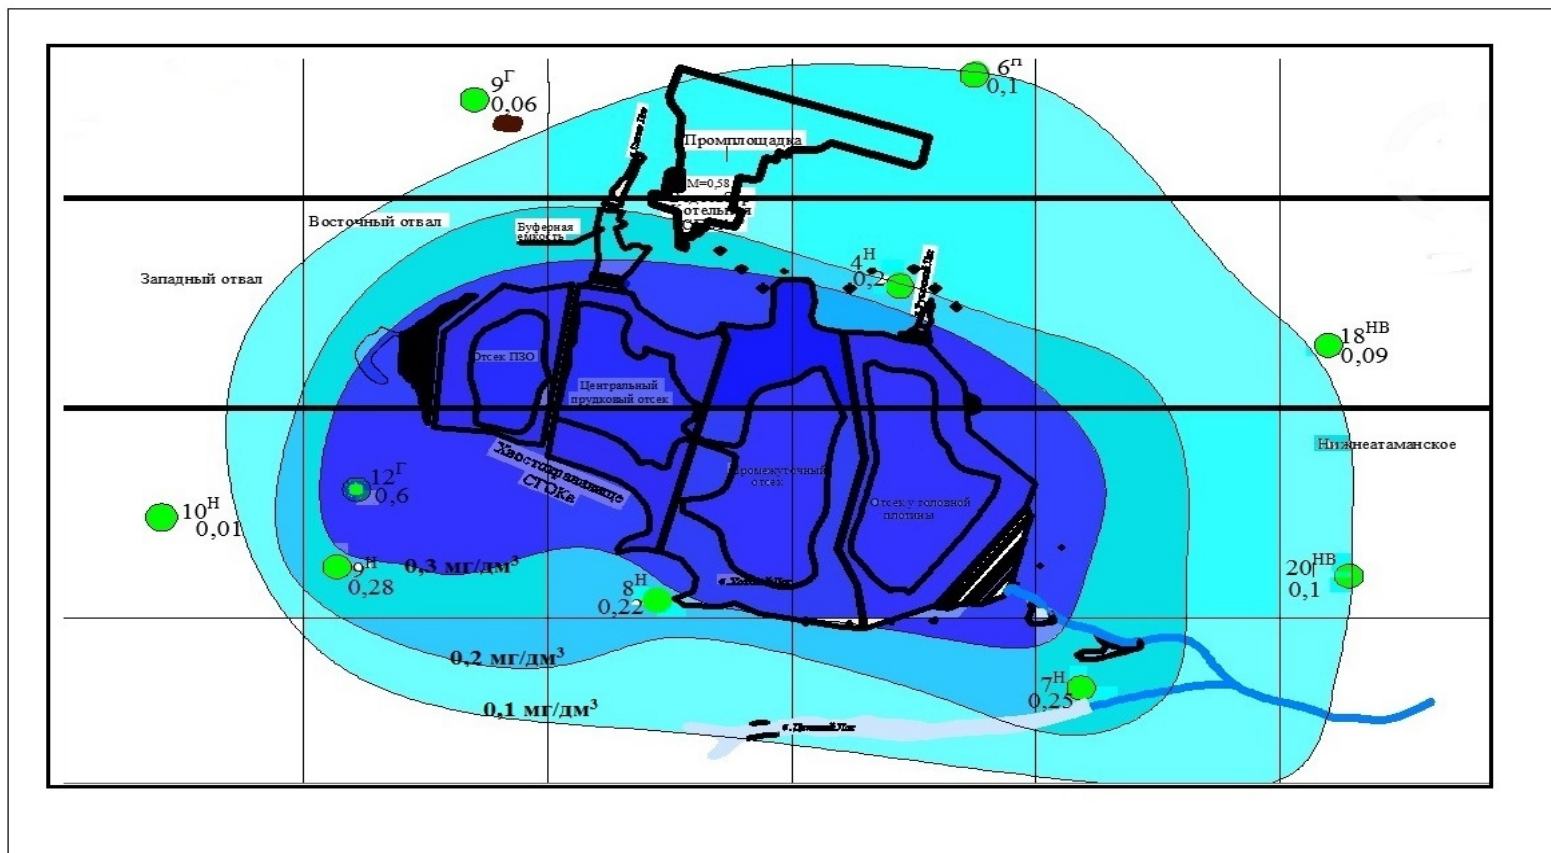 9Г
0,06
6Н
0,1
Промплощадка
М=0,58
отельная
Восточный отвал
Буферная
емкость
Западный отвал
4Н
0,2
18НВ
0,09
Отсек ПЗО
Центральный
прудковый отсек
Нижнеатаманское
Хвостохранилище
СГОКа
Промежуточный
отсек
Отсек у головной
плотины
12Г
0,6
10Н
0,01
9Н
0,28
0,3 мг/дм³
8Н
0,22
20НВ
0,1
0,2 мг/дм³
7Н
0,25
0,1 мг/дм³